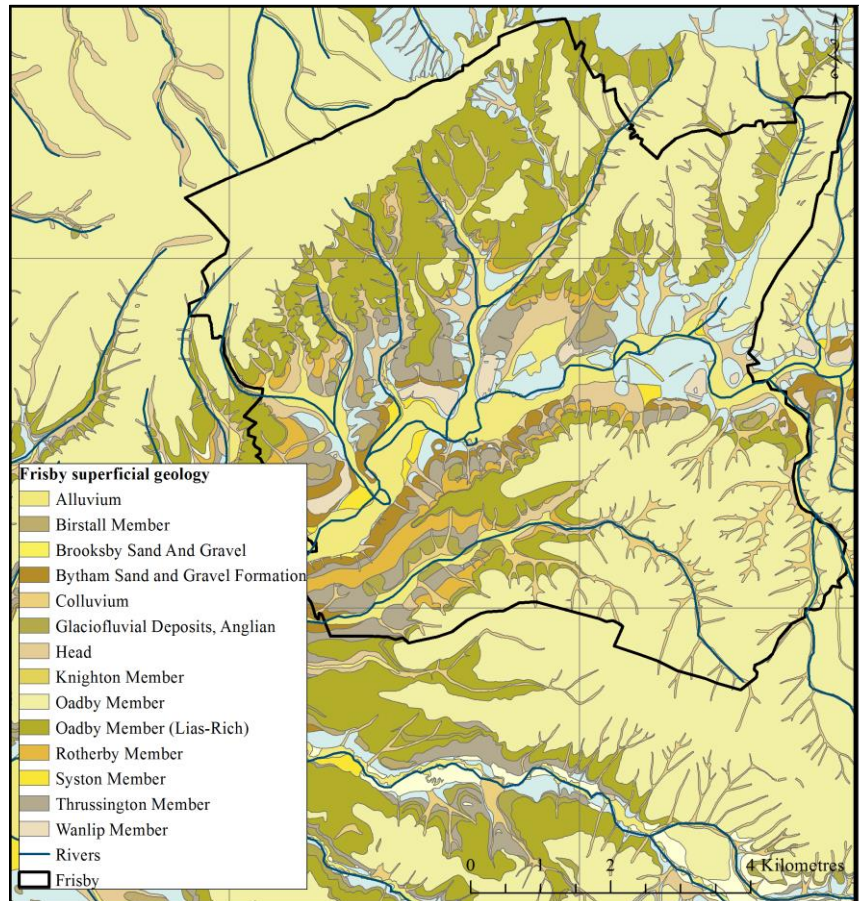 Frisby superficial geology
Alluvium
Birstall Member
Brooksby Sand And Gravel
Bytham Sand and Gravel Formation
Colluvium
Glaciofluvial Deposits, Anglian
Head
Knighton Member
Oadby Member
Oadby Member (Lias-Rich)
Rotherby Member
Syston Member
Thrussington Member
Wanlip Member
Rivers
Frisby
0 1 2 4 Kilometres